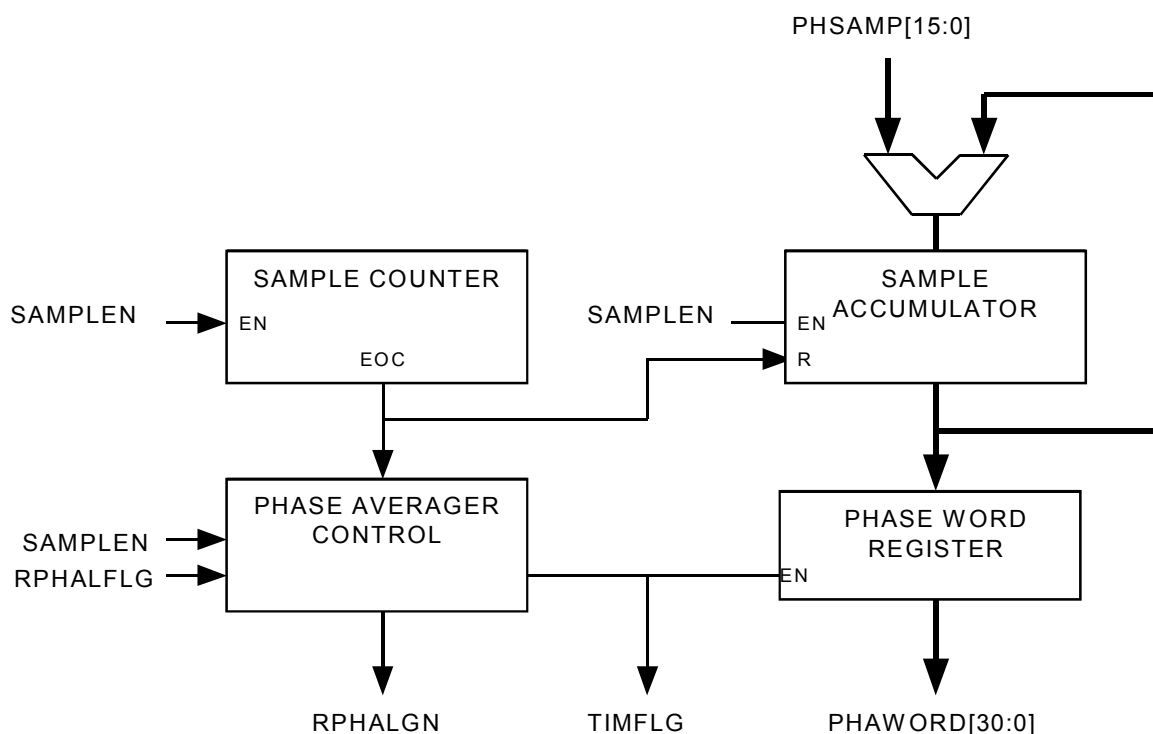 PHSAMP[15:0]
SAMPLE COUNTER
SAMPLEN
EN
EOC
SAMPLE
ACCUMULATOR
SAMPLEN
EN
R
PHASE AVERAGER
CONTROL
SAMPLEN
RPHALFLG
PHASE WORD
REGISTER
EN
RPHALGN
TIMFLG
PHAWORD[30:0]